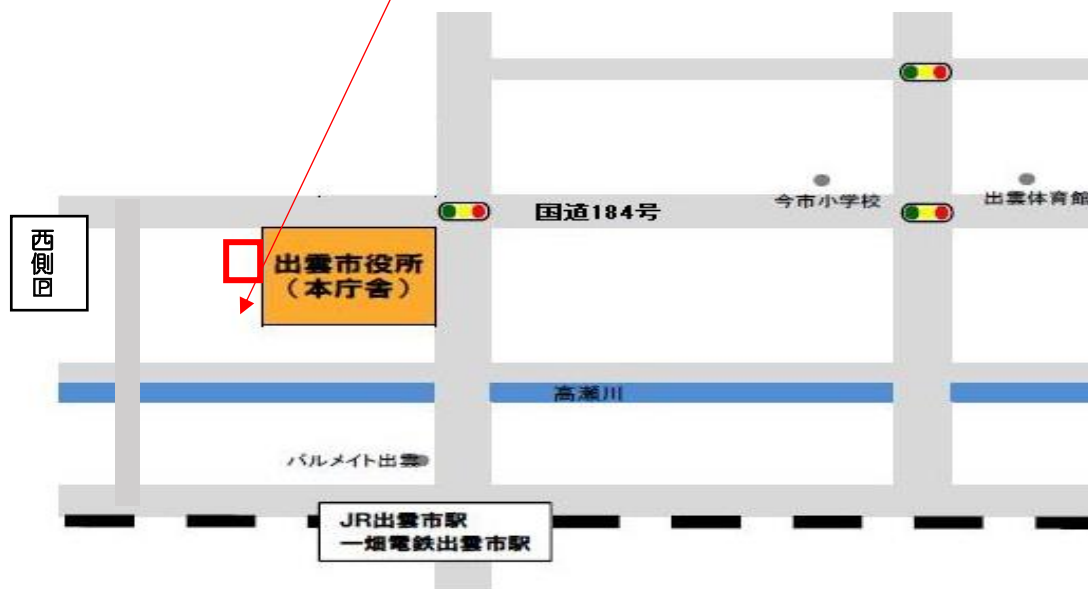 国道184号
今市小学校
出雲体育館
西側🄿
出雲市役所
(本庁舎)
高瀬川
パルメイト出雲
JR出雲市駅
一畑電鉄出雲市駅